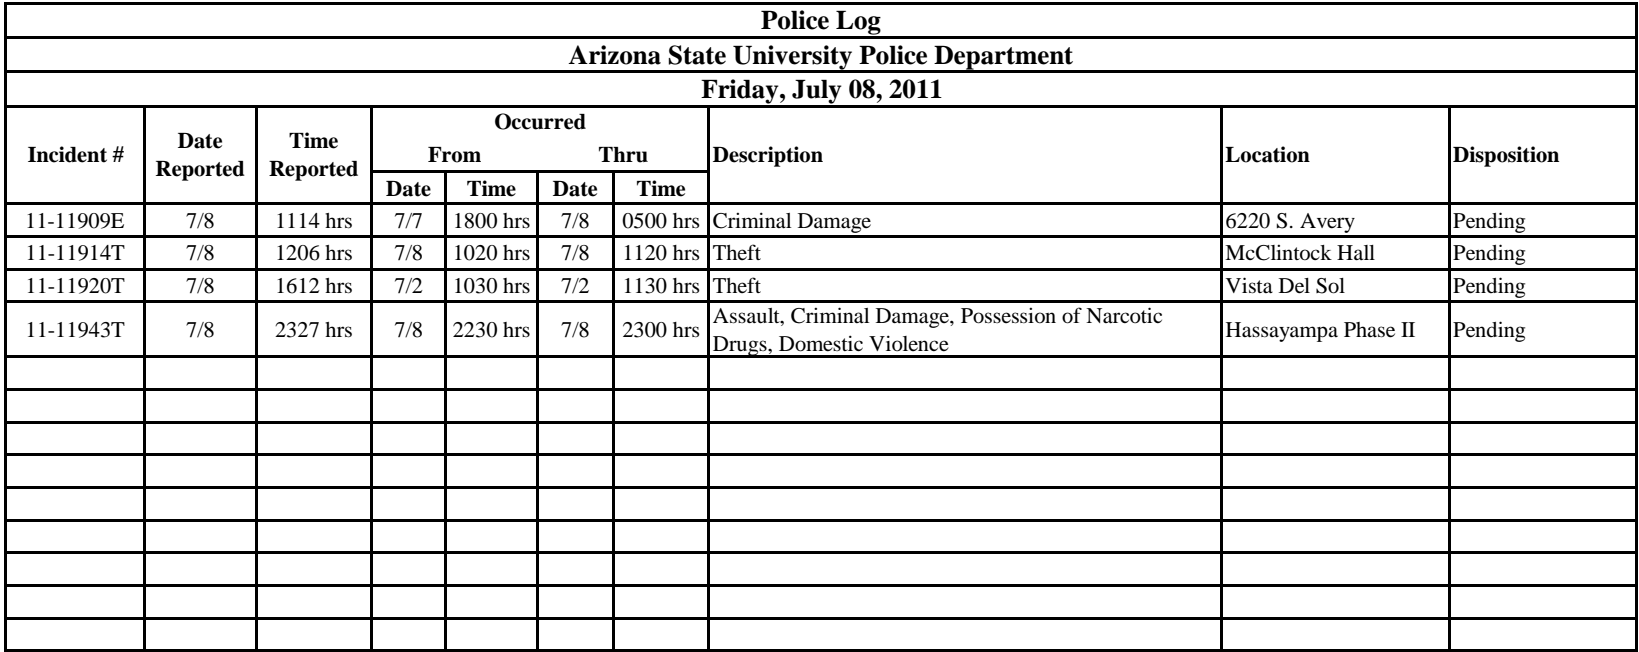 Police Log
Arizona State University Police Department
Friday, July 08, 2011
Incident # Date Reported Time Reported Occurred Description Location Disposition
From Thru
Date Time Date Time
11-11909E 7/8 1114 hrs 7/7 1800 hrs 7/8 0500 hrs Criminal Damage 6220 S. Avery Pending
11-11914T 7/8 1206 hrs 7/8 1020 hrs 7/8 1120 hrs Theft McClintock Hall Pending
11-11920T 7/8 1612 hrs 7/2 1030 hrs 7/2 1130 hrs Theft Vista Del Sol Pending
11-11943T 7/8 2327 hrs 7/8 2230 hrs 7/8 2300 hrs Assault, Criminal Damage, Possession of Narcotic Drugs, Domestic Violence Hassayampa Phase II Pending